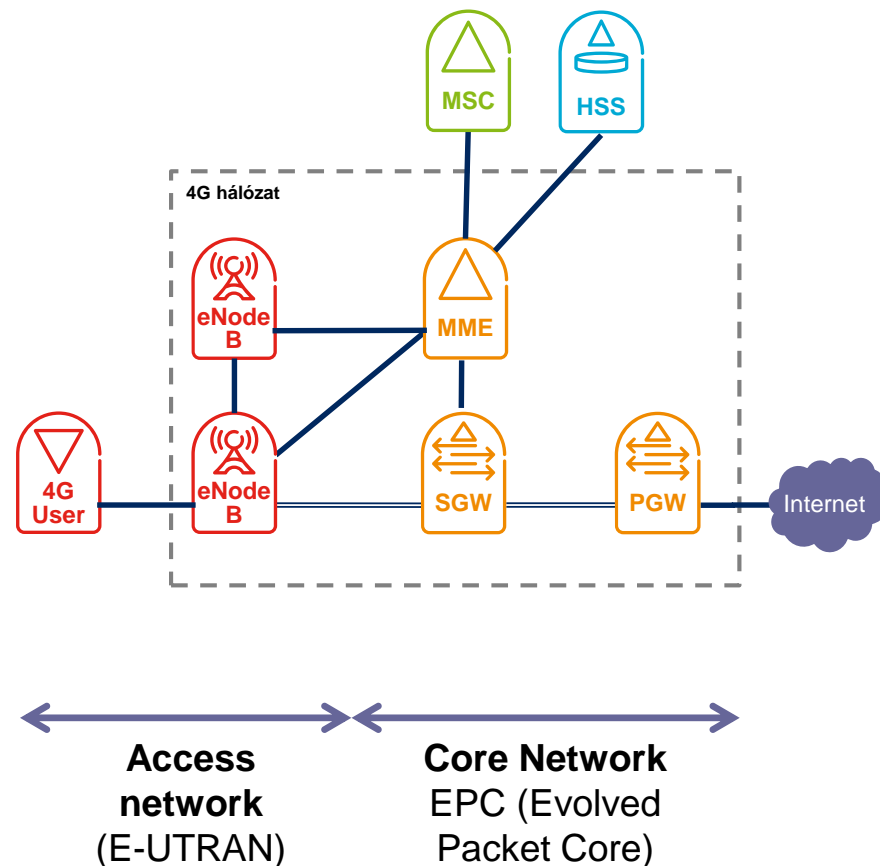 MSC
HSS
4G hálózat
eNode
B
MME
4G
User
eNode
B
SGW
PGW
Internet
Access
network
(E-UTRAN)
Core Network
EPC (Evolved
Packet Core)